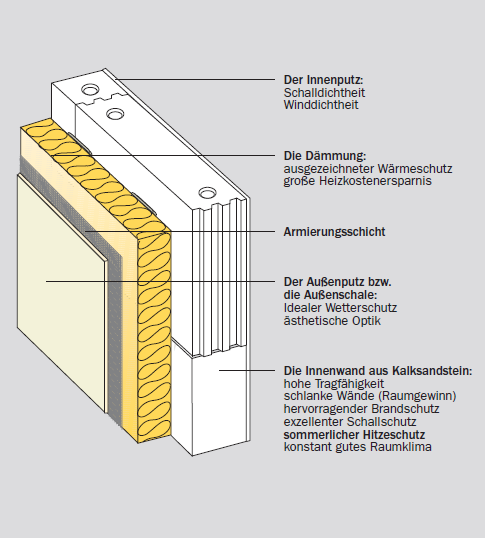 Der Innenputz:
Schalldichtheit
Winddichtheit
Die Dämmung:
ausgezeichneter Wärmeschutz
große Heizkostenersparnis
Armierungsschicht
Der Außenputz bzw.
die Außenschale:
Idealer Wetterschutz
ästhetische Optik
Die Innenwand aus Kalksandstein:
hohe Tragfähigkeit
schlanke Wände (Raumgewinn)
hervorragender Brandschutz
exzellenter Schallschutz
sommerlicher Hitzeschutz
konstant gutes Raumklima